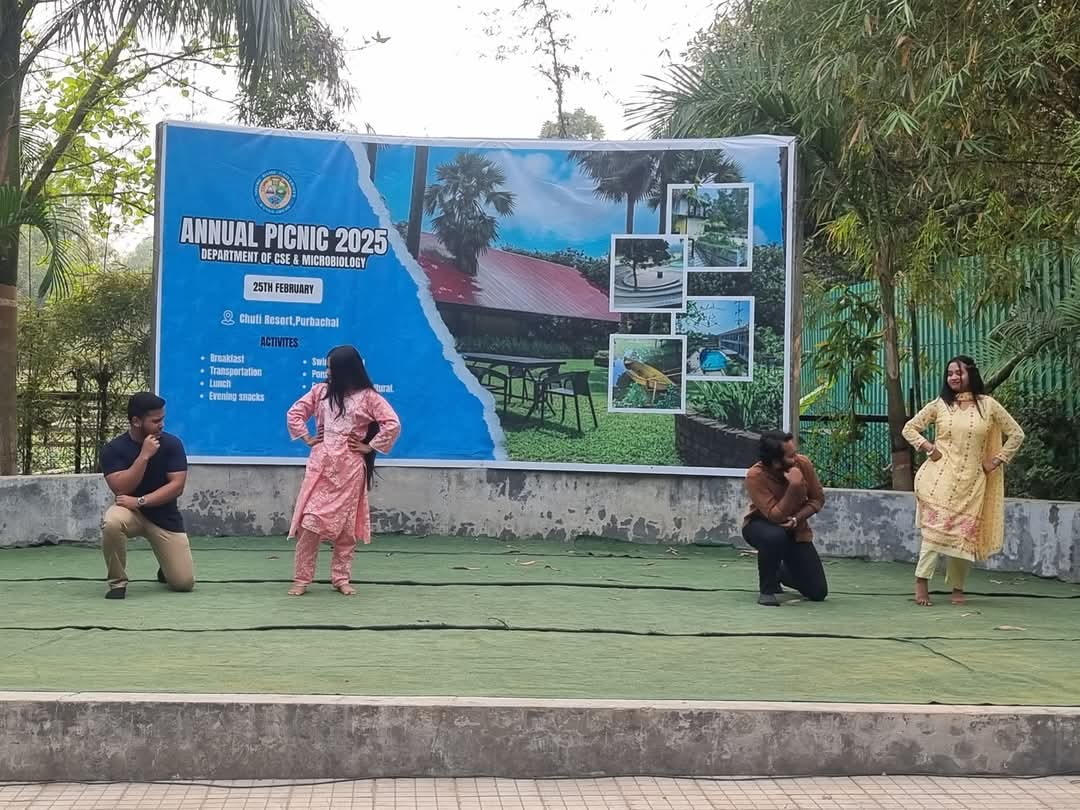 ANNUAL PICNIC 2025
DEPARTMENT OF CSE & MICROBIOLOGY
25TH FEBRUARY
Chuti Resort,Purbachal
ACTIVITES
• Breakfast
• Transportation
• Lunch
• Evening snacks